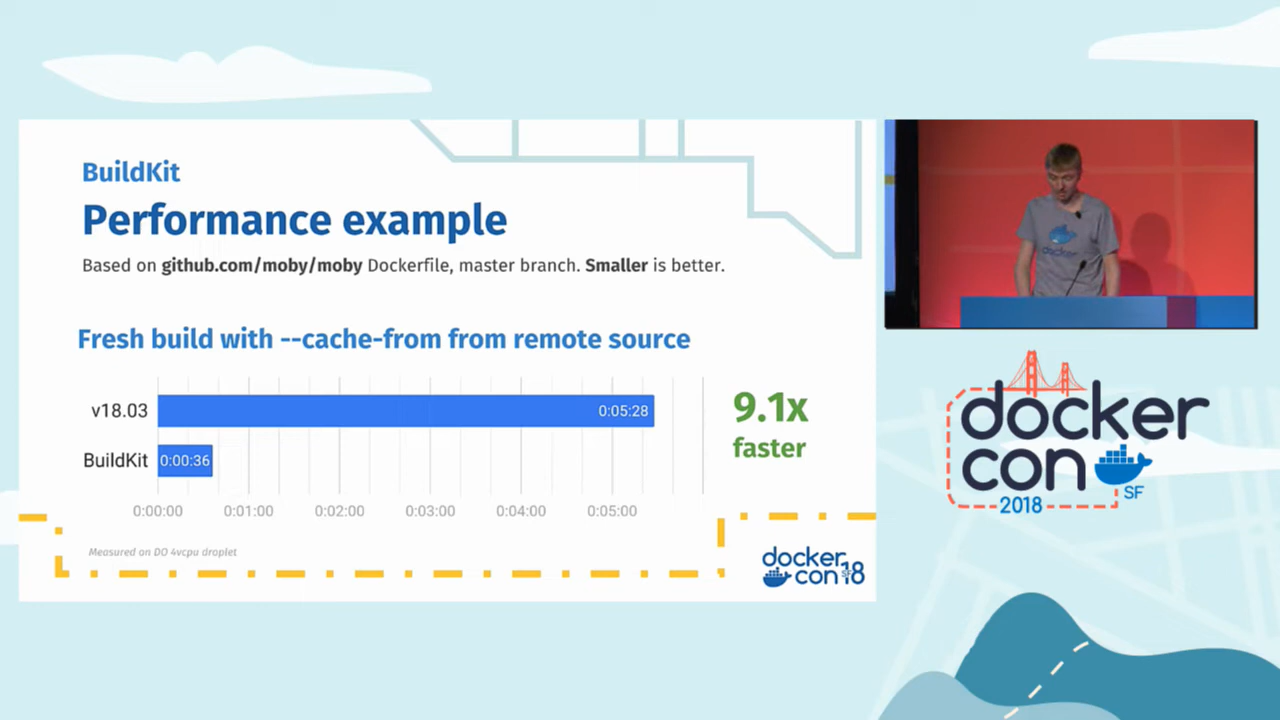 BuildKit
Performance example
Based on github.com/moby/moby Dockerfile, master branch. Smaller is better.
Fresh build with --cache-from from remote source
v18.03
0:05:28
BuildKit
0:00:36
9.1x
faster
0:00:00
0:01:00
0:02:00
0:03:00
0:04:00
0:05:00
Measured on DO 4vcpu droplet
docker
con18
SF
docker
docker
con
SF
2018